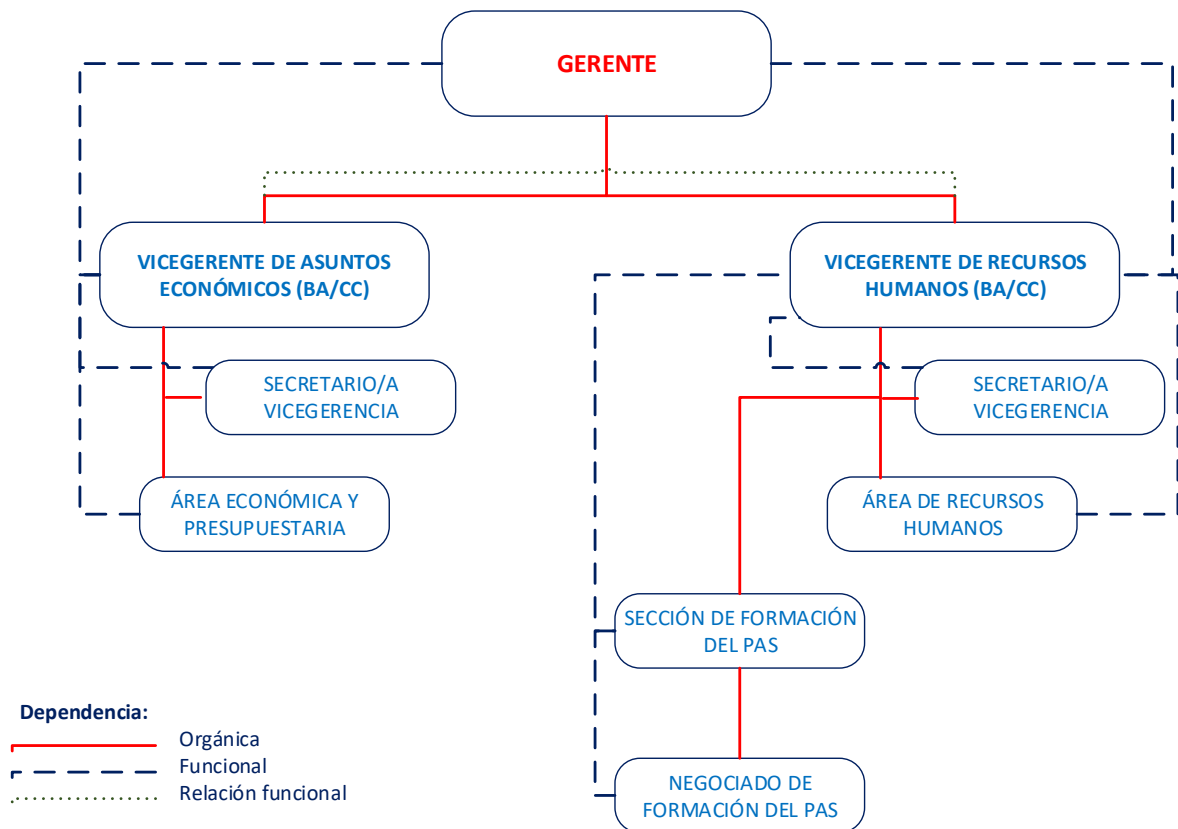 GERENTE
VICEGERENTE DE ASUNTOS
ECONÓMICOS (BA/CC)
VICEGERENTE DE RECURSOS
HUMANOS (BA/CC)
SECRETARIO/A
VICEGERENCIA
SECRETARIO/A
VICEGERENCIA
ÁREA ECONÓMICA Y
PRESUPUESTARIA
ÁREA DE RECURSOS
HUMANOS
SECCIÓN DE FORMACIÓN
DEL PAS
NEGOCIADO DE
FORMACIÓN DEL PAS
Dependencia:
Orgánica
Funcional
Relación funcional